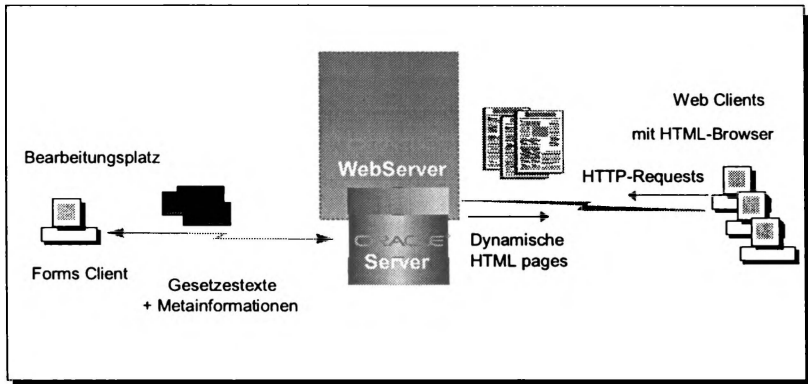 Web Clients
mit HTML-Browser
Bearbeitungsplatz
WebServer
HTTP-Requests
ORACLE
Server
Dynamische
HTML pages
Forms Client
Gesetzestexte
+ Metainformationen